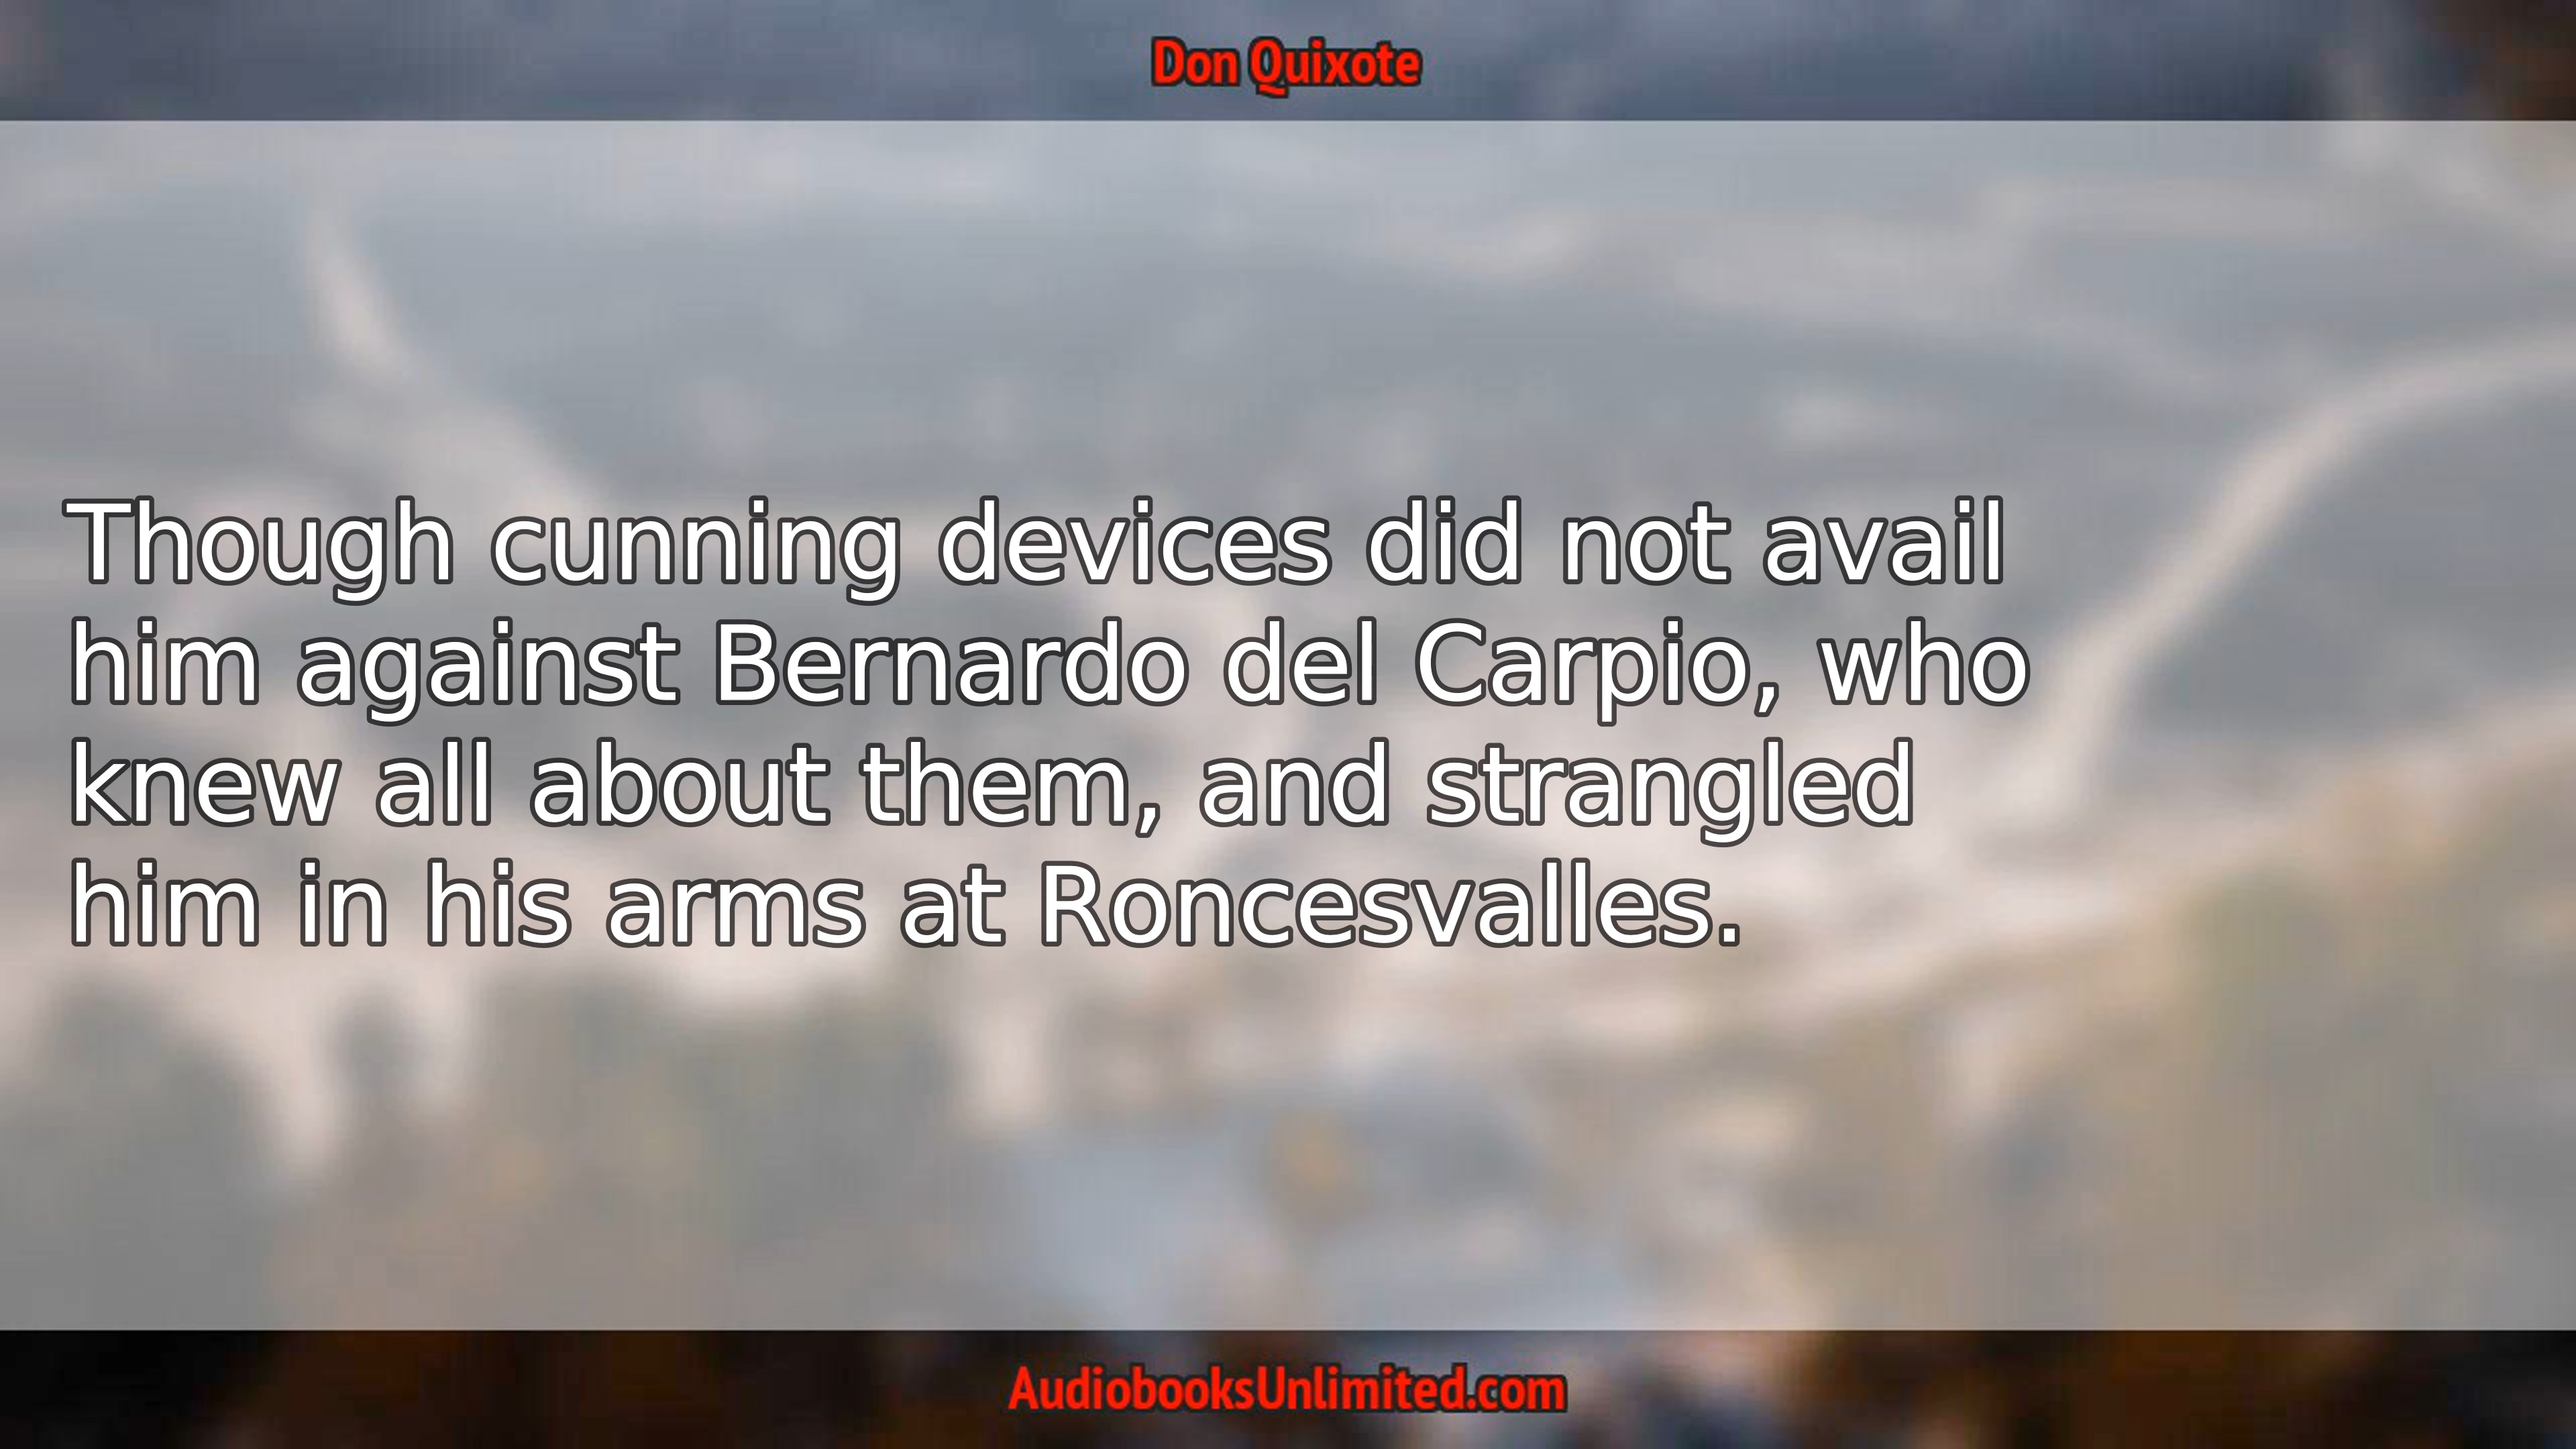 Don Quixote
Though cunning devices did not avail
him against Bernardo del Carpio, who
knew all about them, and strangled
him in his arms at Roncesvalles.
AudiobooksUnlimited.com